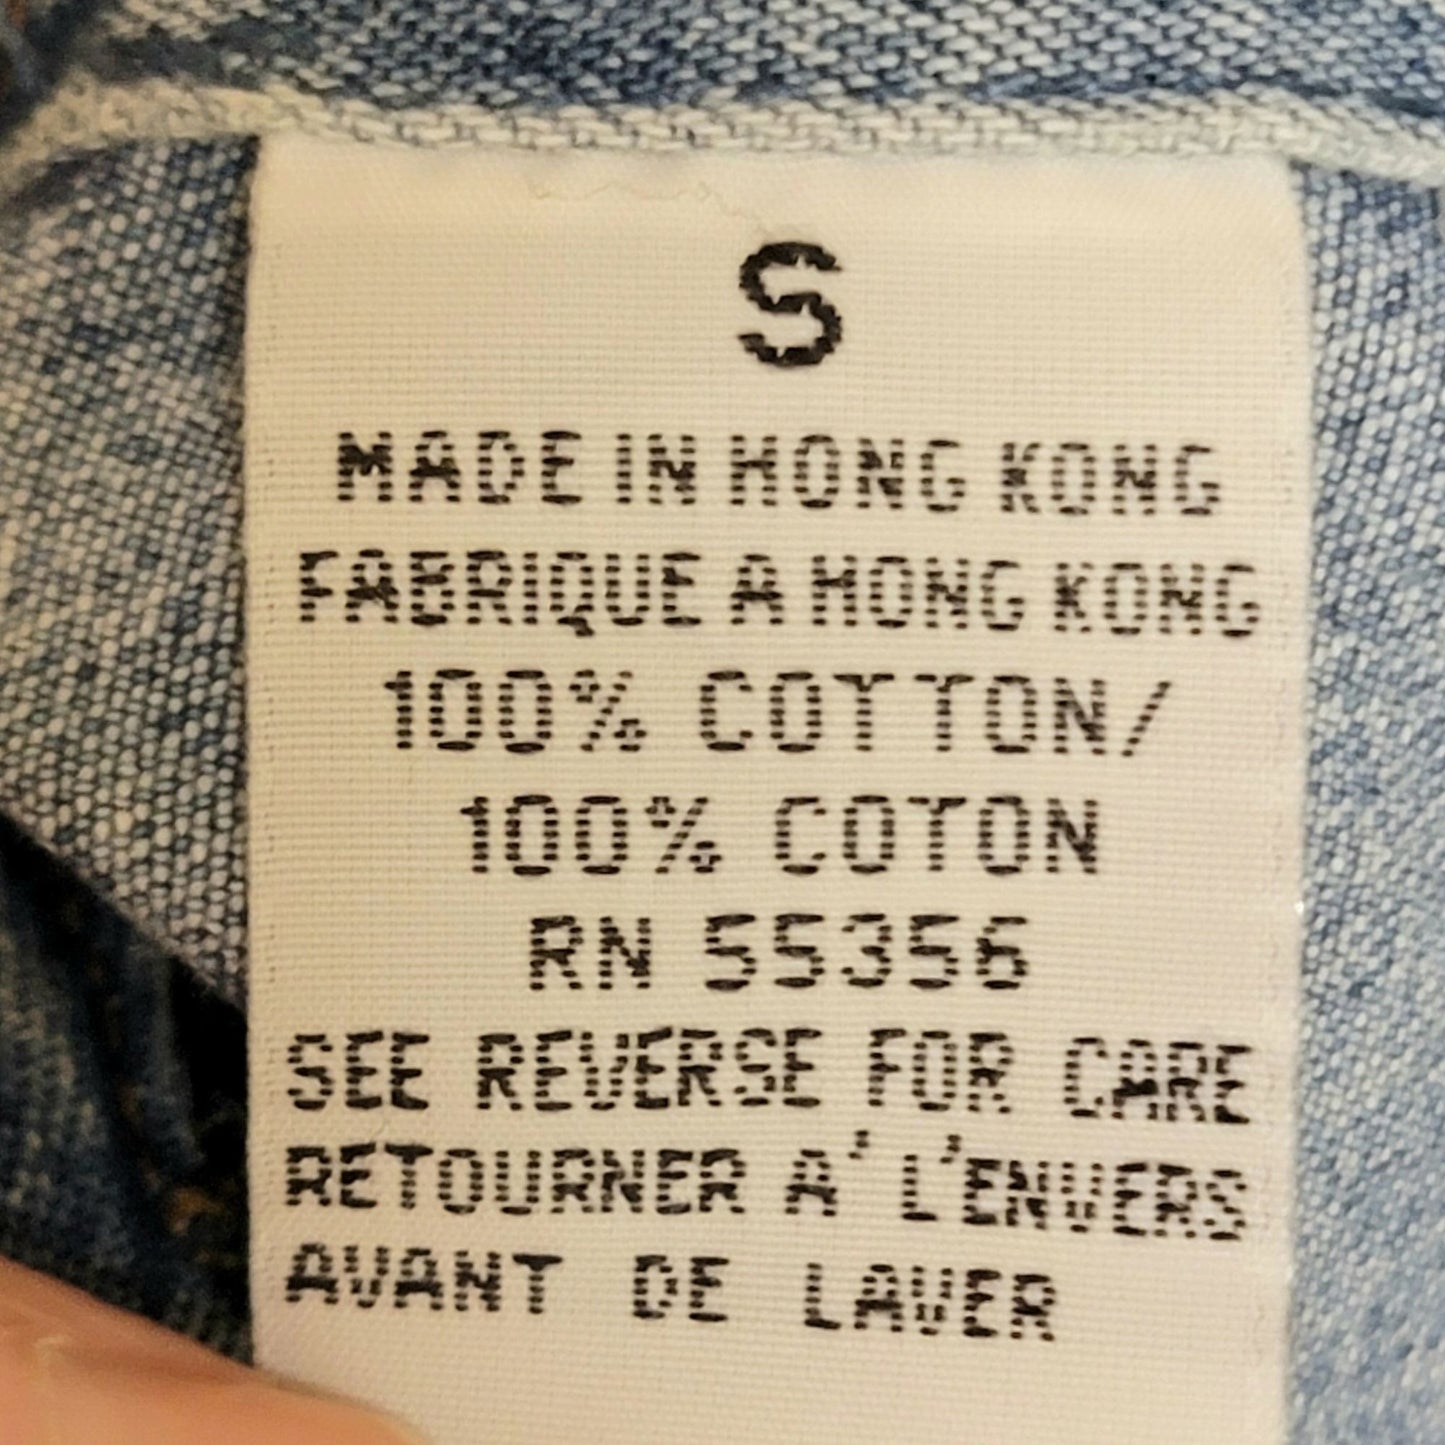 S
MADE IN HONG KONG
FABRIQUE A HONG KONG
100% COTTON/
100% COTON
RN 55356
SEE REVERSE FOR CARE
RETOURNER A' L'ENVERS
AVANT DE LAVER